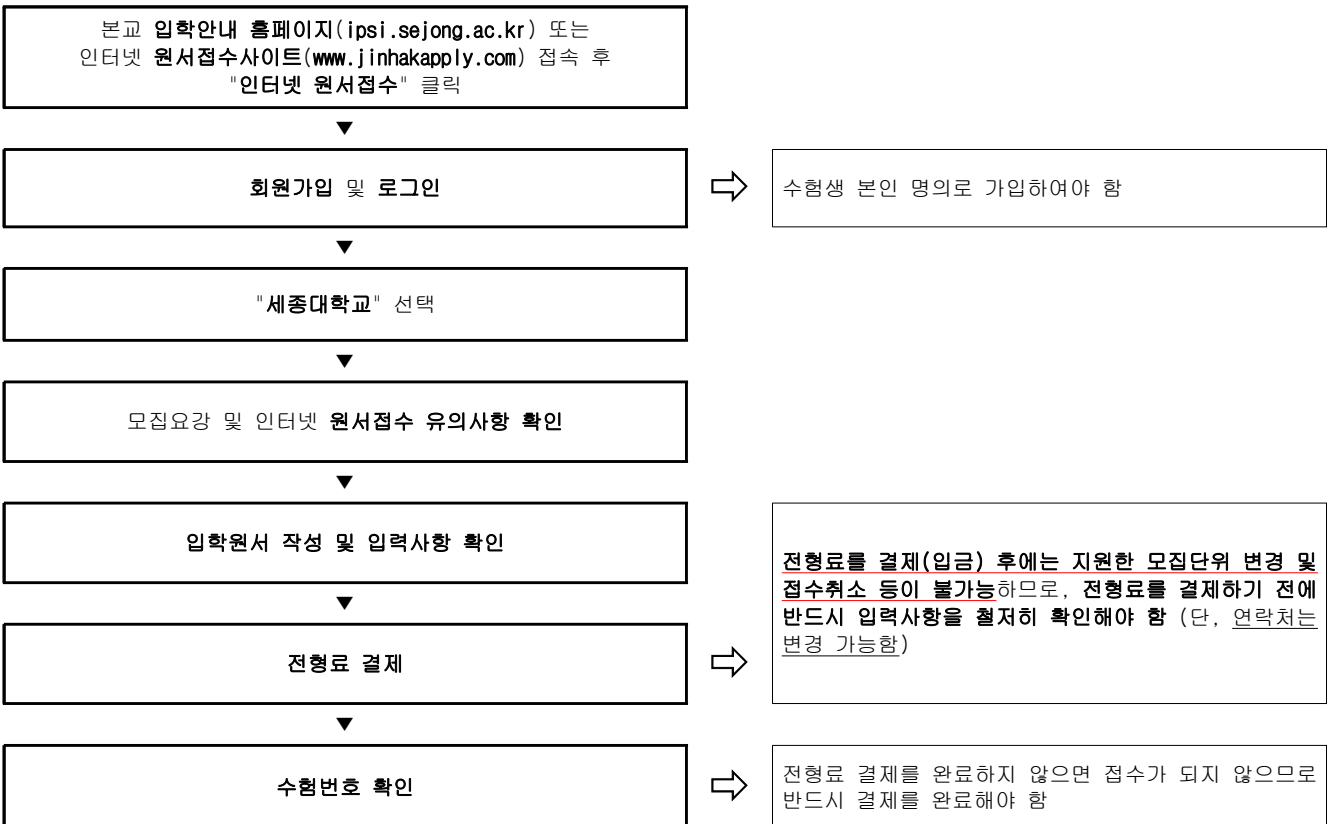 본교 입학안내 홈페이지(ipsi.sejong.ac.kr) 또는
인터넷 원서접수사이트(www.jinhakapply.com) 접속 후
"인터넷 원서접수" 클릭
▼
회원가입 및 로그인
수험생 본인 명의로 가입하여야 함
▼
"세종대학교" 선택
▼
모집요강 및 인터넷 원서접수 유의사항 확인
▼
입학원서 작성 및 입력사항 확인
▼
전형료 결제
전형료를 결제(입금) 후에는 지원한 모집단위 변경 및
접수취소 등이 불가능하므로, 전형료를 결제하기 전에
반드시 입력사항을 철저히 확인해야 함 (단, 연락처는
변경 가능함)
▼
수험번호 확인
전형료 결제를 완료하지 않으면 접수가 되지 않으므로
반드시 결제를 완료해야 함